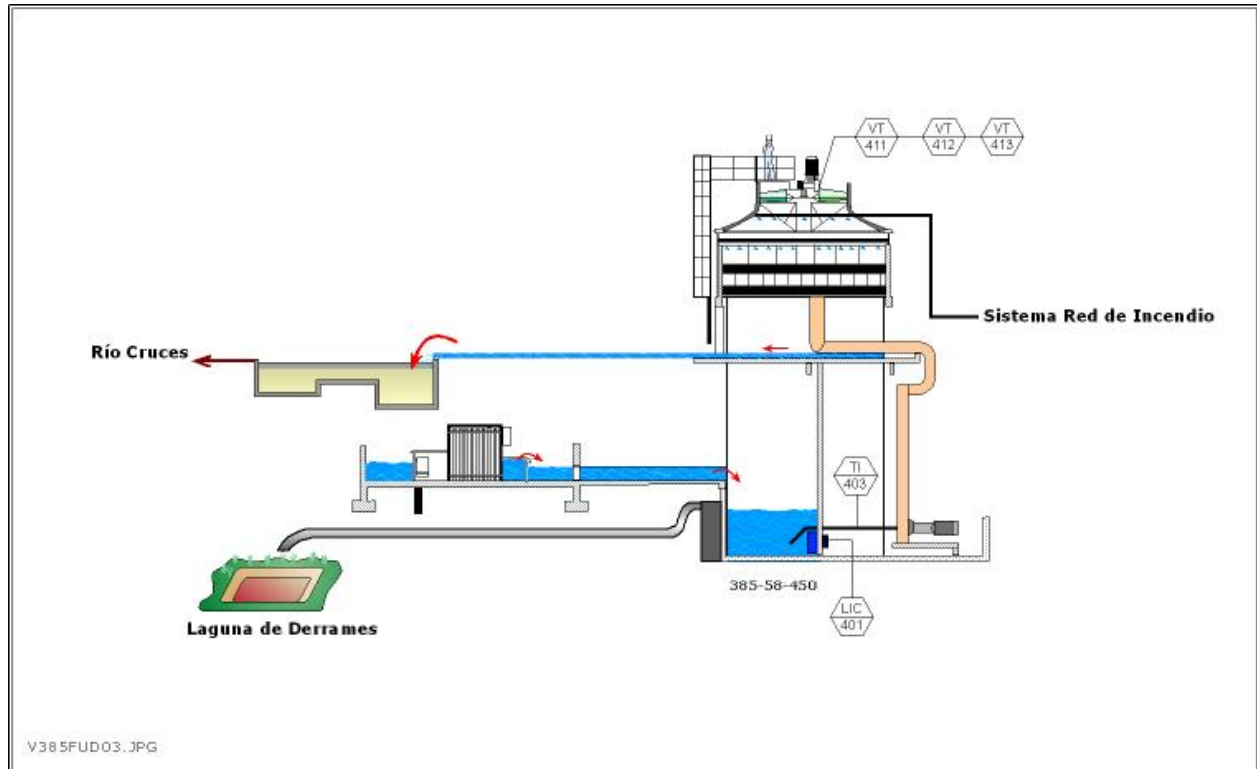 VT
411
VT
412
VT
413
Sistema Red de Incendio
Río Cruces
TI
403
385-58-450
LIC
401
Laguna de Derrames
V385FUD03.JPG